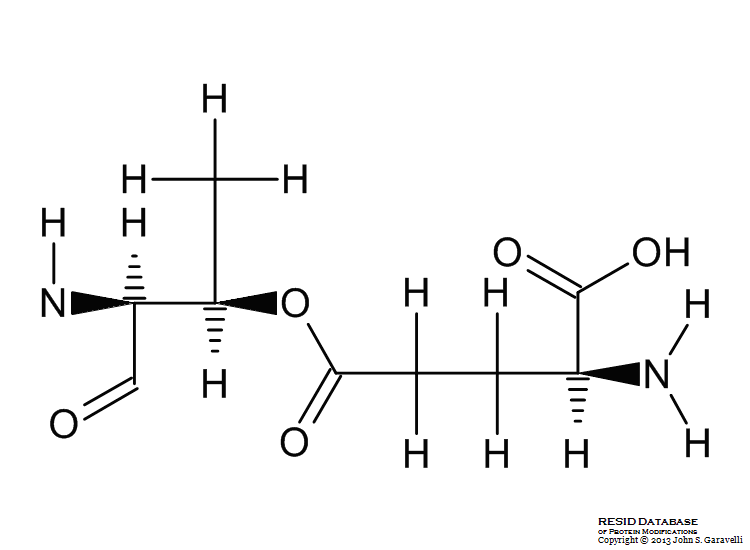 H
H H
H H
H
O OH
H H H
N O
N
H
O
O
H H H H
RESID DATABASE
OF PROTEIN MODIFICATIONS
Copyright © 2013 John S. Garavelli